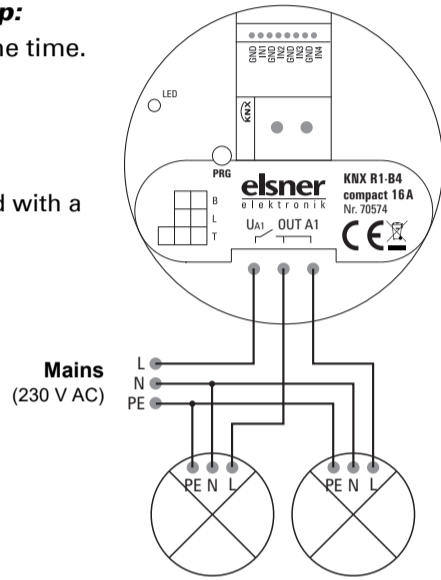 p:
ne time.
d with a
GND IN1 GND IN2 GND IN3 GND IN4
LED
KNX
PRG
elsner
elektronik
KNX R1-B4
compact 16A
Nr. 70574
CE
B
L
T
UA1 OUT A1
Mains
(230 V AC)
L
N
PE
PE N L
PE N L